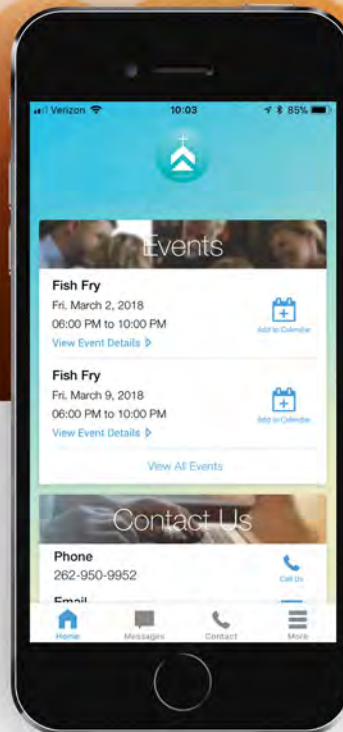 Verizon 10:03 85%
Events
Fish Fry
Fri, March 2, 2018
06:00 PM to 10:00 PM
View Event Details
Add to Calendar
Fish Fry
Fri, March 9, 2018
06:00 PM to 10:00 PM
View Event Details
Add to Calendar
View All Events
Contact Us
Phone
262-950-9952
Call Us
Email
Home Messages Contact More